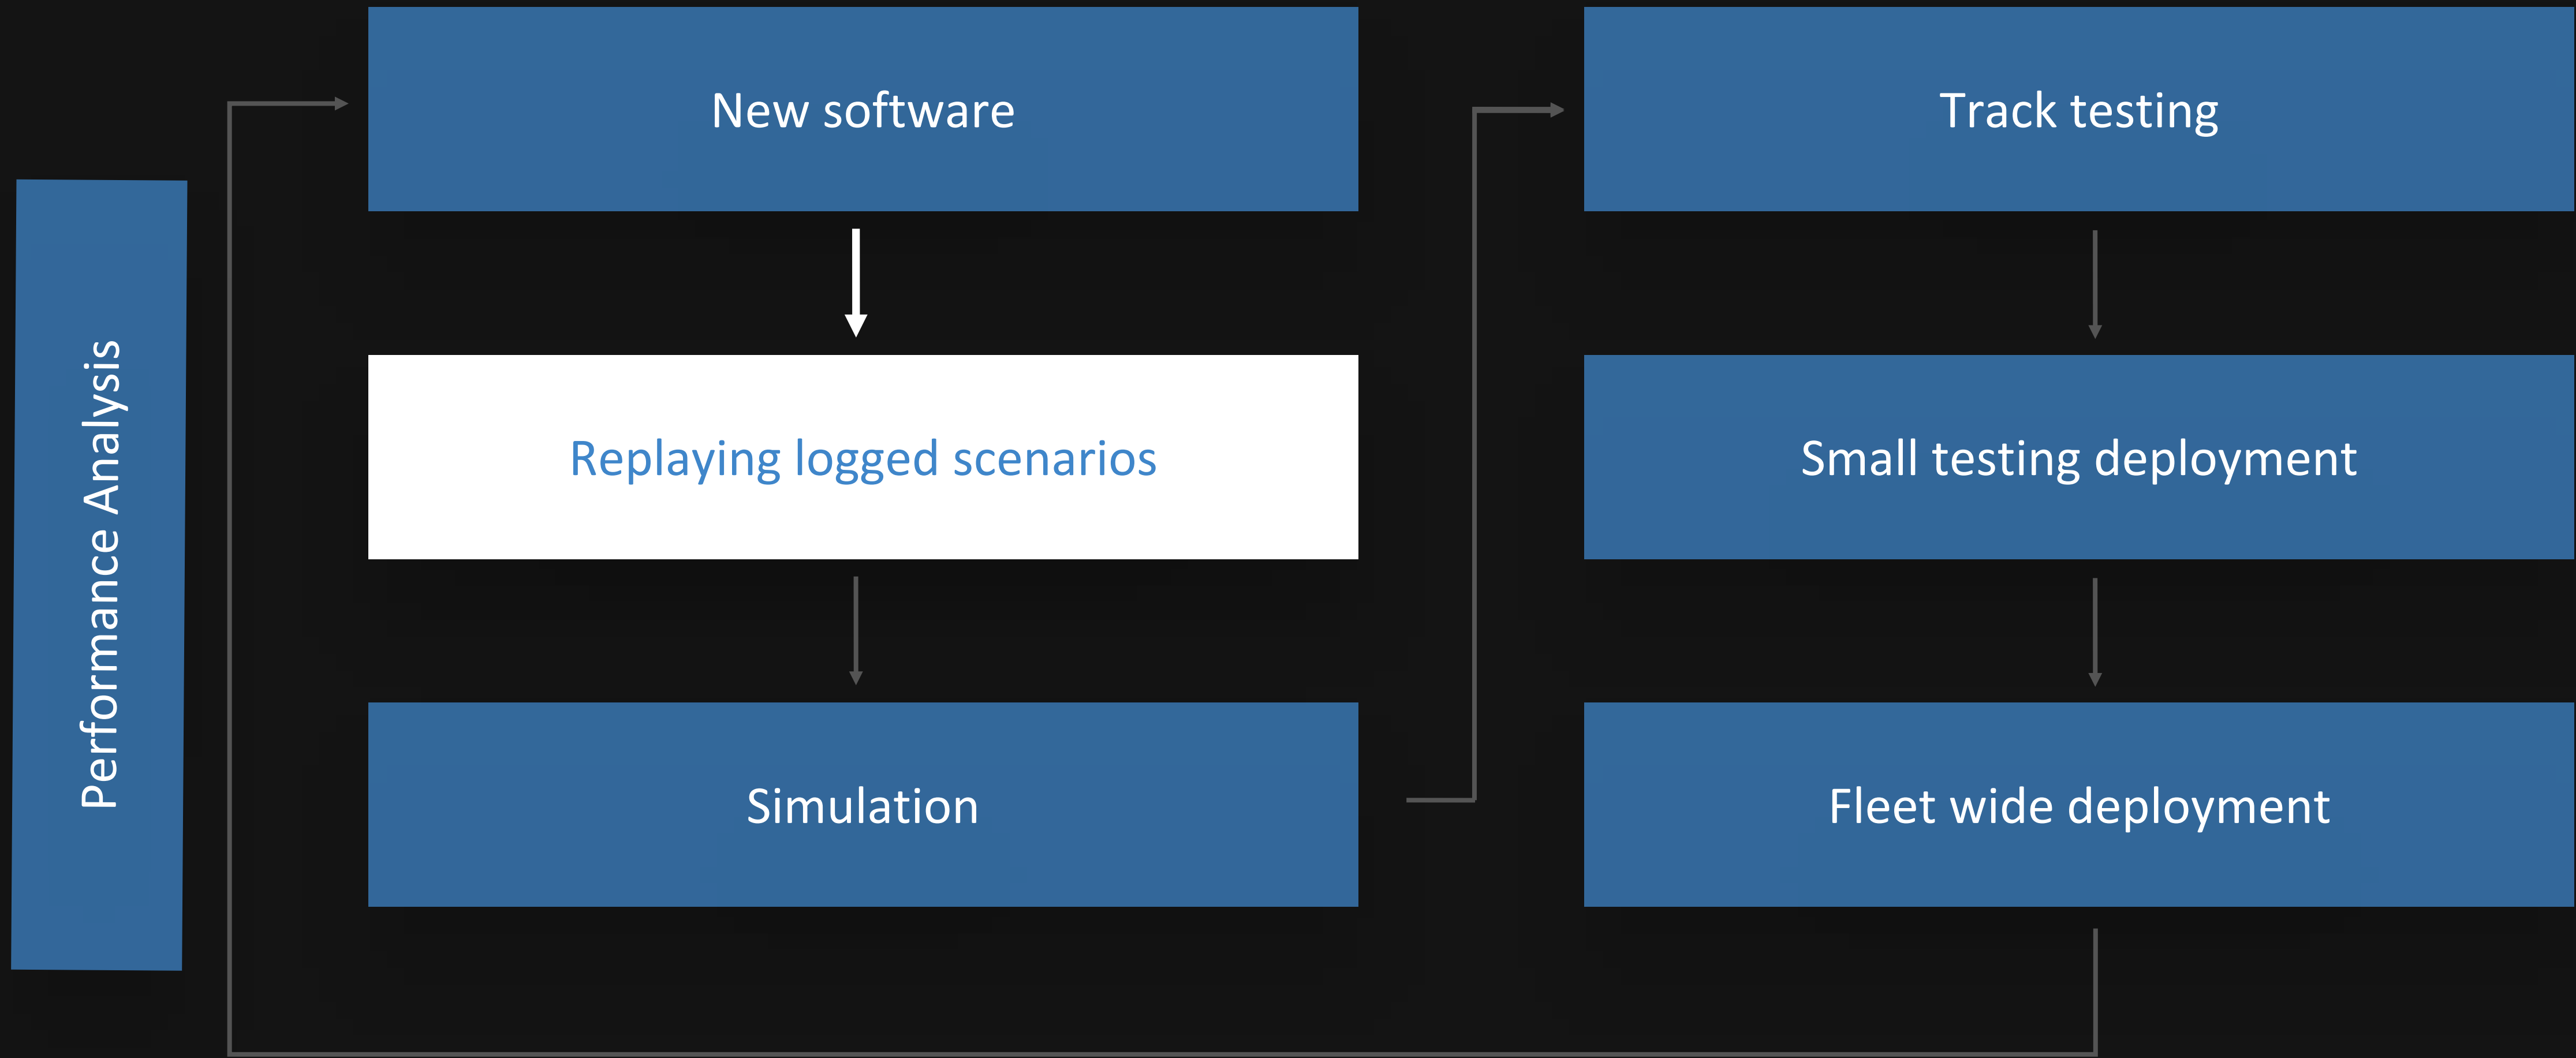 Performance Analysis
New software
Replaying logged scenarios
Simulation
Track testing
Small testing deployment
Fleet wide deployment